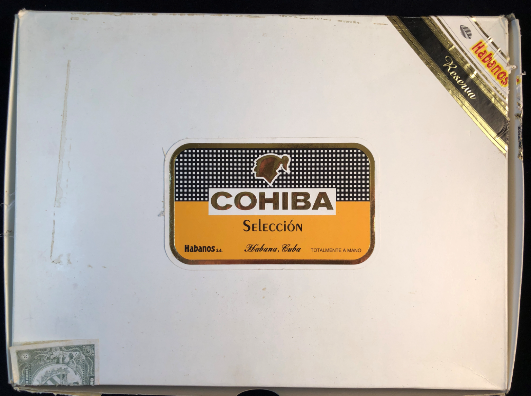 Habanos
Reserva
COHIBA
Selección
Habanos s.a.
Habana, Cuba
TOTALMENTE A MANO